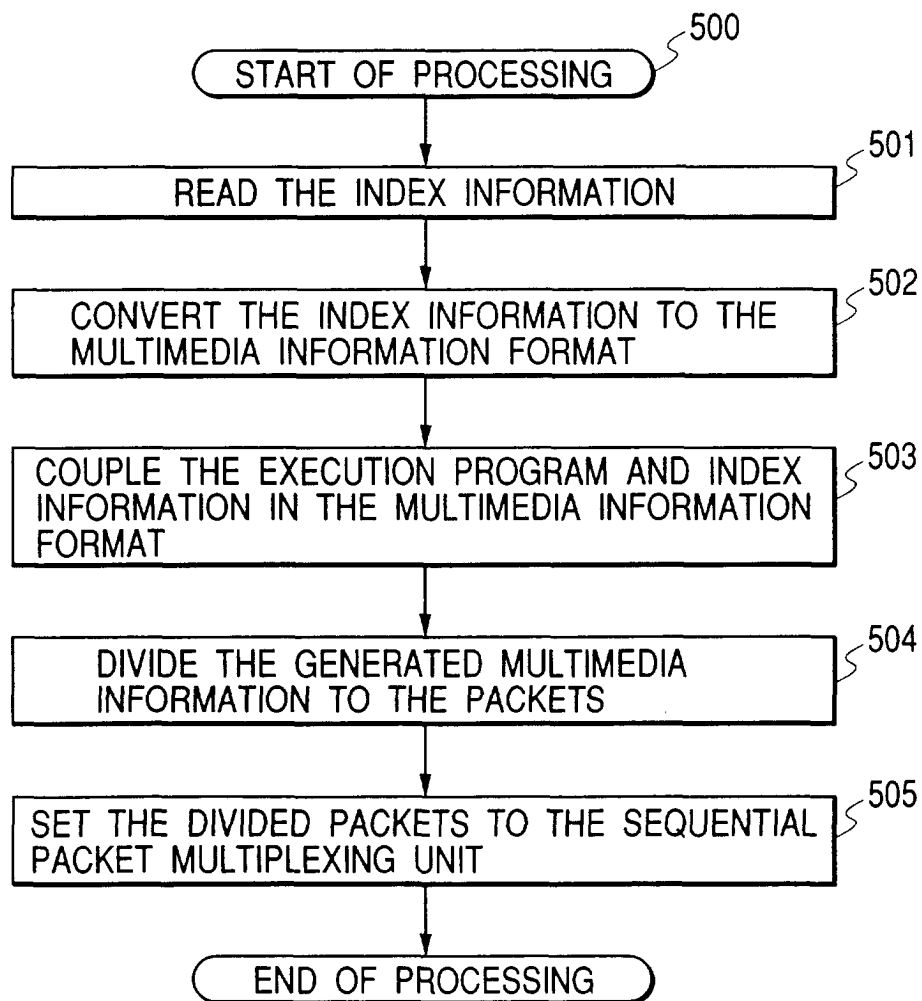 500
START OF PROCESSING
501
READ THE INDEX INFORMATION
502
CONVERT THE INDEX INFORMATION TO THE
MULTIMEDIA INFORMATION FORMAT
503
COUPLE THE EXECUTION PROGRAM AND INDEX
INFORMATION IN THE MULTIMEDIA INFORMATION
FORMAT
504
DIVIDE THE GENERATED MULTIMEDIA
INFORMATION TO THE PACKETS
505
SET THE DIVIDED PACKETS TO THE SEQUENTIAL
PACKET MULTIPLEXING UNIT
END OF PROCESSING